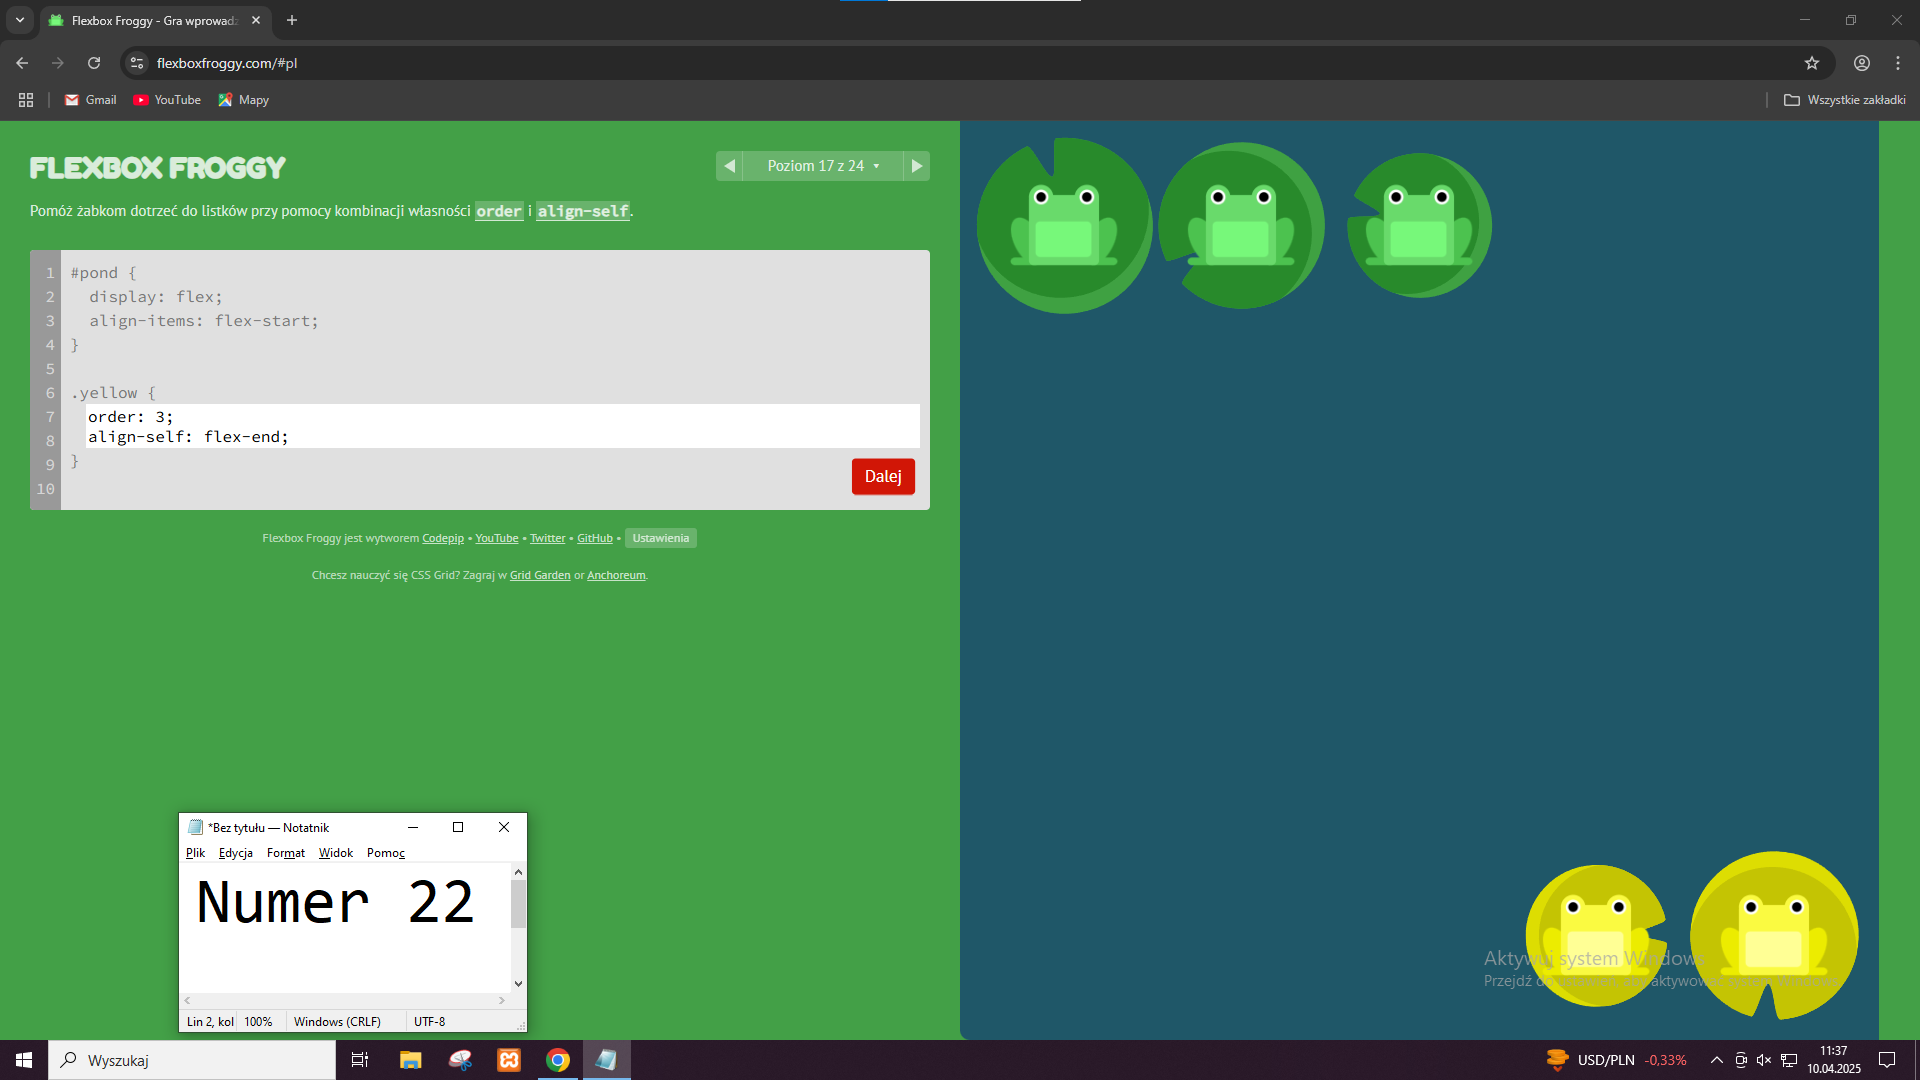 Flexbox Froggy - Gra wprowadz
flexboxfroggy.com/#pl
Gmail
YouTube
Mapy
Wszystkie zakładki
FLEXBOX FROGGY
Poziom 17 z 24
Pomóż żabkom dotrzeć do listków przy pomocy kombinacji własności order i align-self.
1 #pond {
2 display: flex;
3 align-items: flex-start;
4 }
5
6 .yellow {
7 order: 3;
8 align-self: flex-end;
9 }
10
Dalej
Flexbox Froggy jest wytworem Codepip • YouTube • Twitter • GitHub • Ustawienia
Chcesz nauczyć się CSS Grid? Zagraj w Grid Garden or Anchoreum.
*Bez tytułu — Notatnik
Plik Edycja Format Widok Pomoc
Numer 22
Lin 2, kol 100% Windows (CRLF) UTF-8
Aktywuj system Windows
Przejdź do aktywować system Windows.
Wyszukaj
USD/PLN -0,33%
11:37
10.04.2025